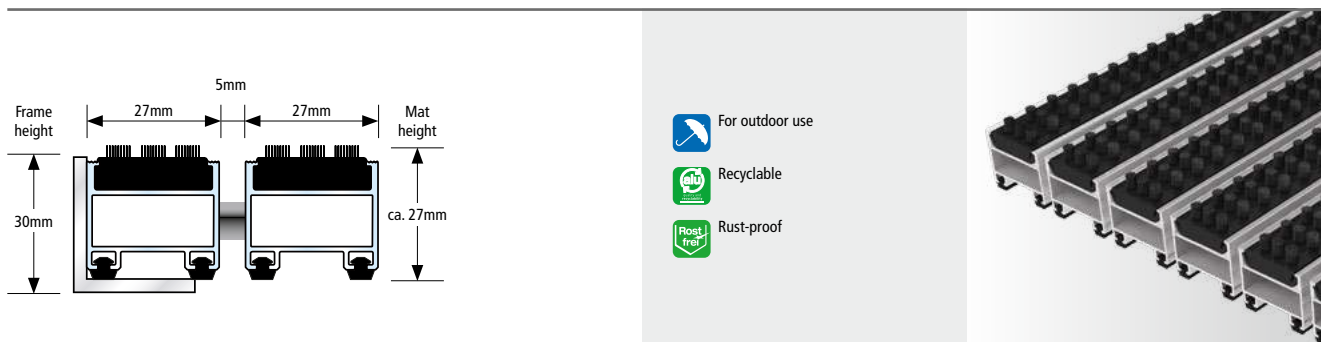 5mm
Frame
height
27mm
27mm
Mat
height
30mm
ca. 27mm
For outdoor use
alu
Recyclable
Rost
frei
Rust-proof